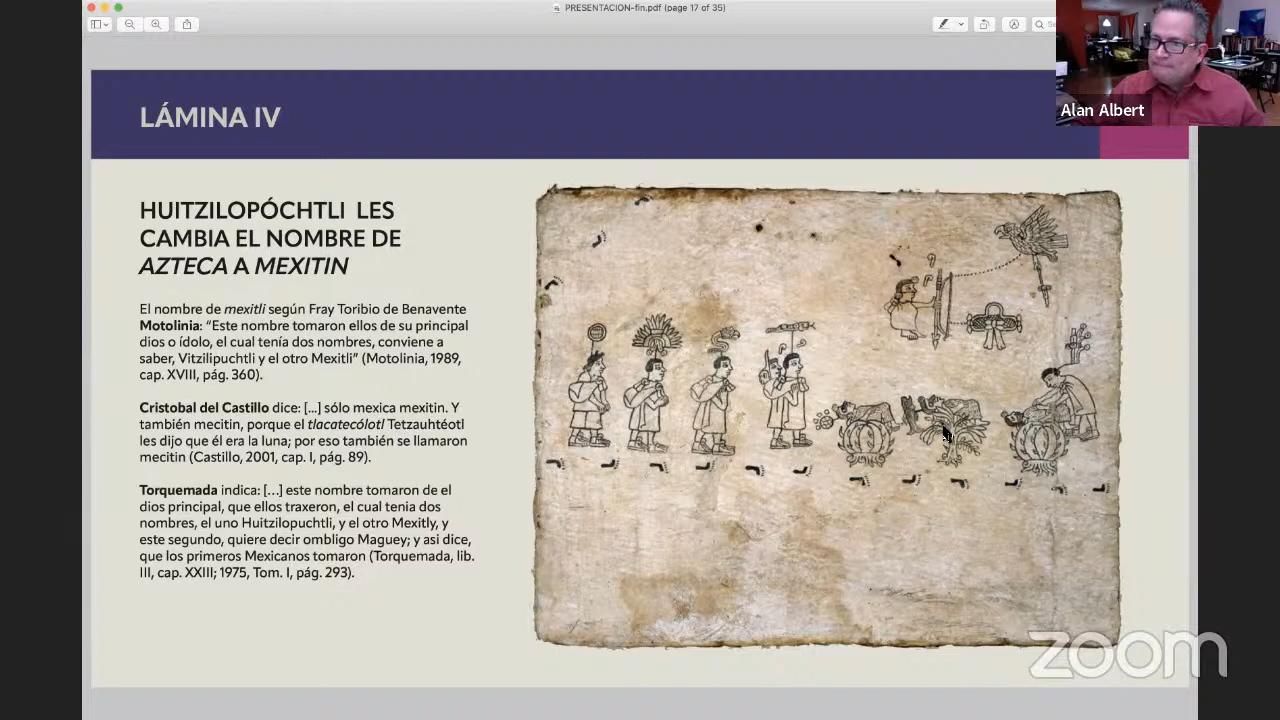 PRESENTACION-fin.pdf (page 17 of 35)
Alan Albert
LÁMINA IV
HUITZILOPÓCHTLI LES
CAMBIA EL NOMBRE DE
AZTECA A MEXITIN
El nombre de mexitli según Fray Toribio de Benavente
Motolinia: “Este nombre tomaron ellos de su principal
dios o ídolo, el cual tenía dos nombres, conviene a
saber, Vitzilipuchtli y el otro Mexitli” (Motolinia, 1989,
cap. XVIII, pág. 360).
Cristobal del Castillo dice: [...] sólo mexica mexitin. Y
también mecitin, porque el tlacatecólotl Tetzauhtéotl
les dijo que él era la luna; por eso también se llamaron
mecitin (Castillo, 2001, cap. I, pág. 89).
Torquemada indica: [...] este nombre tomaron de el
dios principal, que ellos traxeron, el cual tenia dos
nombres, el uno Huitzilopuchtli, y el otro Mexitly, y
este segundo, quiere decir ombligo Maguey; y asi dice,
que los primeros Mexicanos tomaron (Torquemada, lib.
III, cap. XXIII; 1975, Tom. I, pág. 293).
zoom